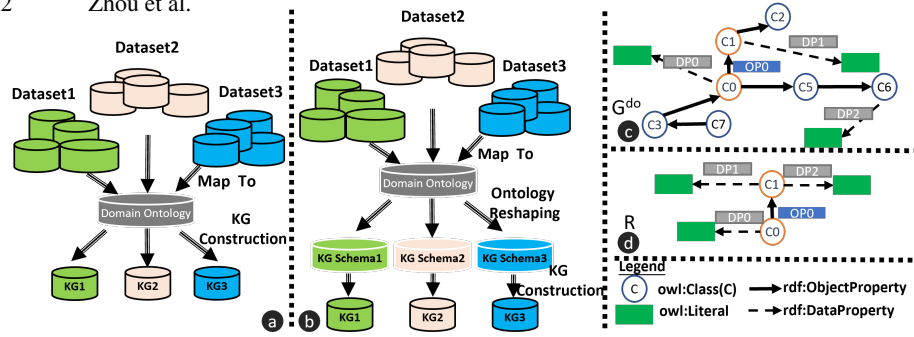 2 Zhou et al.
Dataset2
Dataset1
Dataset3
Map To
Domain Ontology
KG
Construction
KG1
KG2
KG3
a
Dataset2
Dataset1
Dataset3
Map To
Domain Ontology
Ontology
Reshaping
KG Schema1
KG Schema2
KG Schema3
KG
Construction
KG1
KG2
KG3
b
C2
C1
DP1
DP0
OP0
C0
C5
C6
G^do
DP2
C3
C7
c
DP1
DP2
C1
R
DP0
OP0
C0
d
Legend
C owl:Class(C)
rdf:ObjectProperty
owl:Literal
rdf:DataProperty